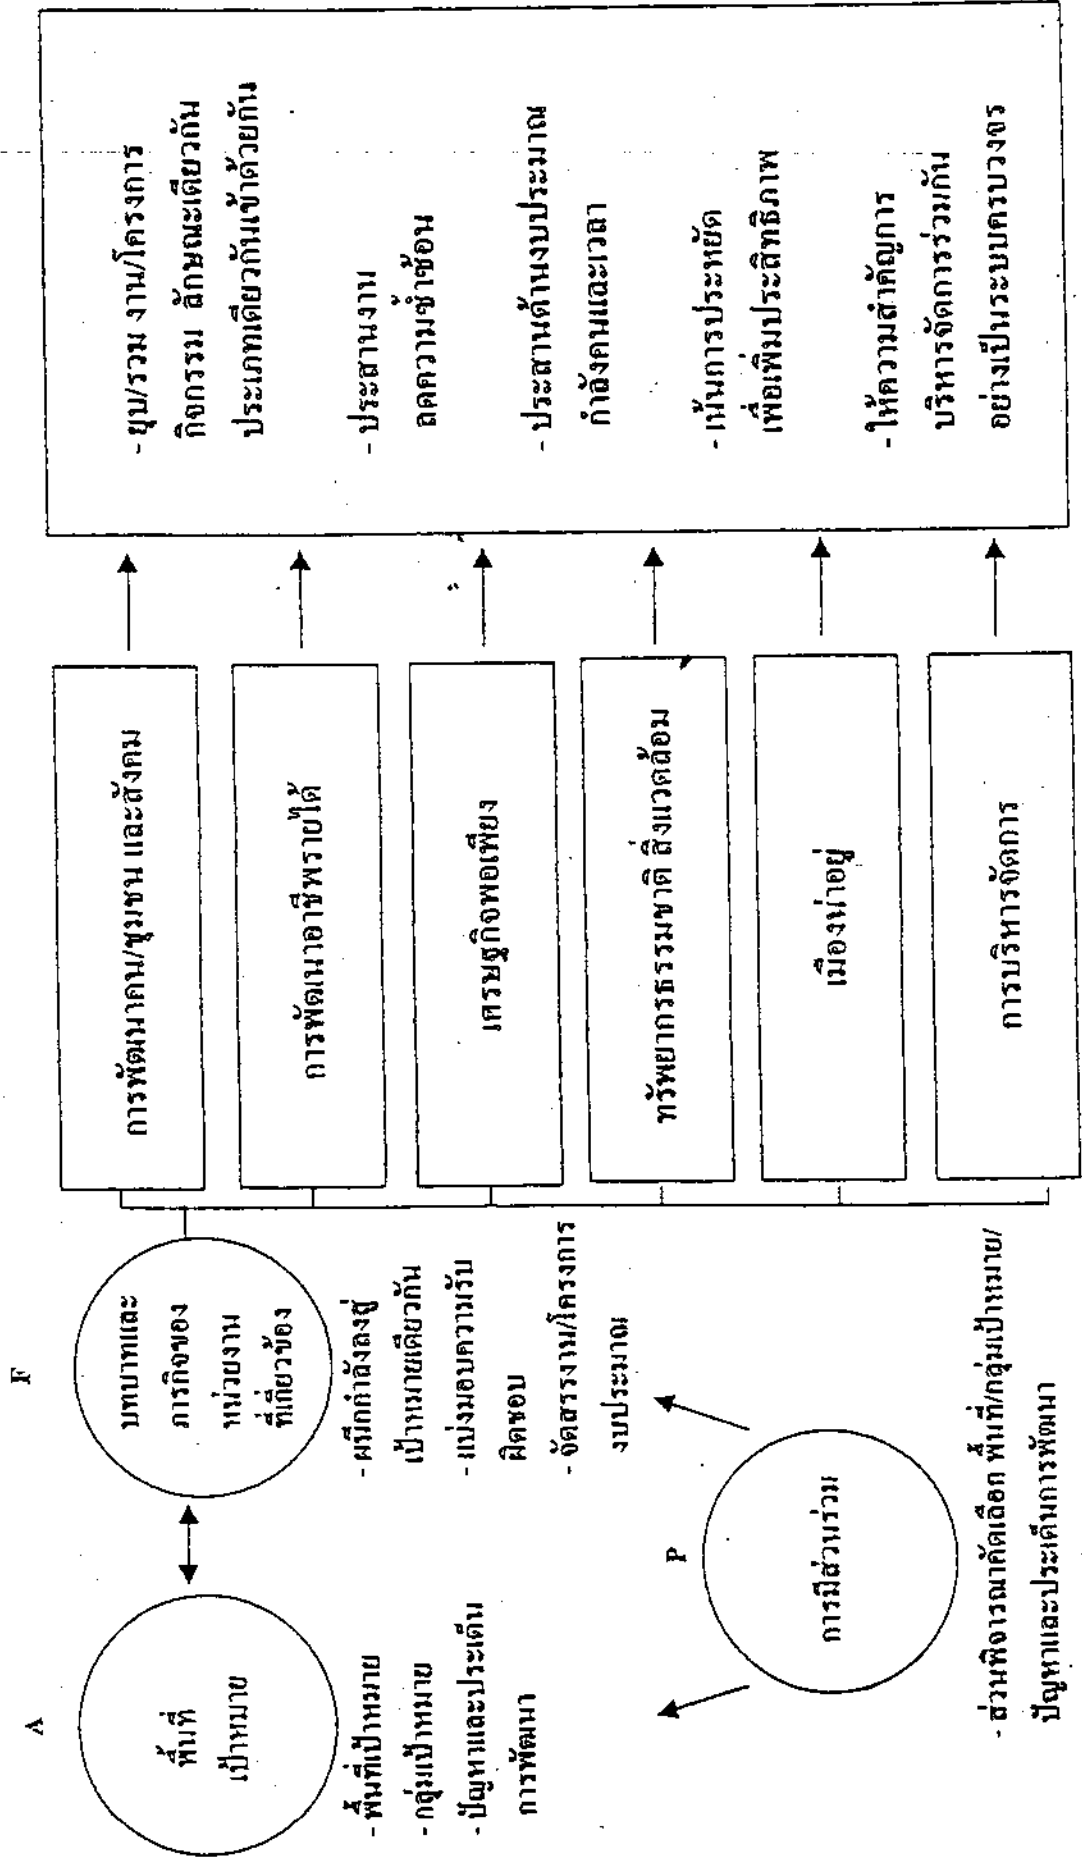 A
พื้นที่
เป้าหมาย
- พื้นที่เป้าหมาย
- กลุ่มเป้าหมาย
- ปัญหาและประเด็น
การพัฒนา
F
บทบาทและ
ภารกิจของ
หน่วยงาน
ที่เกี่ยวข้อง
- ผนึกกำลังลงสู่
เป้าหมายเดียวกัน
- แบ่งมอบความรับ
ผิดชอบ
- จัดสรรงาน/โครงการ
งบประมาณ
P
การมีส่วนร่วม
- ส่วนพิจารณาคัดเลือก พื้นที่/กลุ่มเป้าหมาย/
ปัญหาและประเด็นการพัฒนา
การพัฒนาคน/ชุมชน และสังคม
การพัฒนาอาชีพรายได้
เศรษฐกิจพอเพียง
ทรัพยากรธรรมชาติ สิ่งแวดล้อม
เมืองน่าอยู่
การบริหารจัดการ
- ยุบ/รวม งาน/โครงการ
กิจกรรม ลักษณะเดียวกัน
ประเภทเดียวกันเข้าด้วยกัน
- ประสานงาน
ลดความซ้ำซ้อน
- ประสานด้านงบประมาณ
กำลังคนและเวลา
- เน้นการประหยัด
เพื่อเพิ่มประสิทธิภาพ
- ให้ความสำคัญการ
บริหารจัดการร่วมกัน
อย่างเป็นระบบครบวงจร